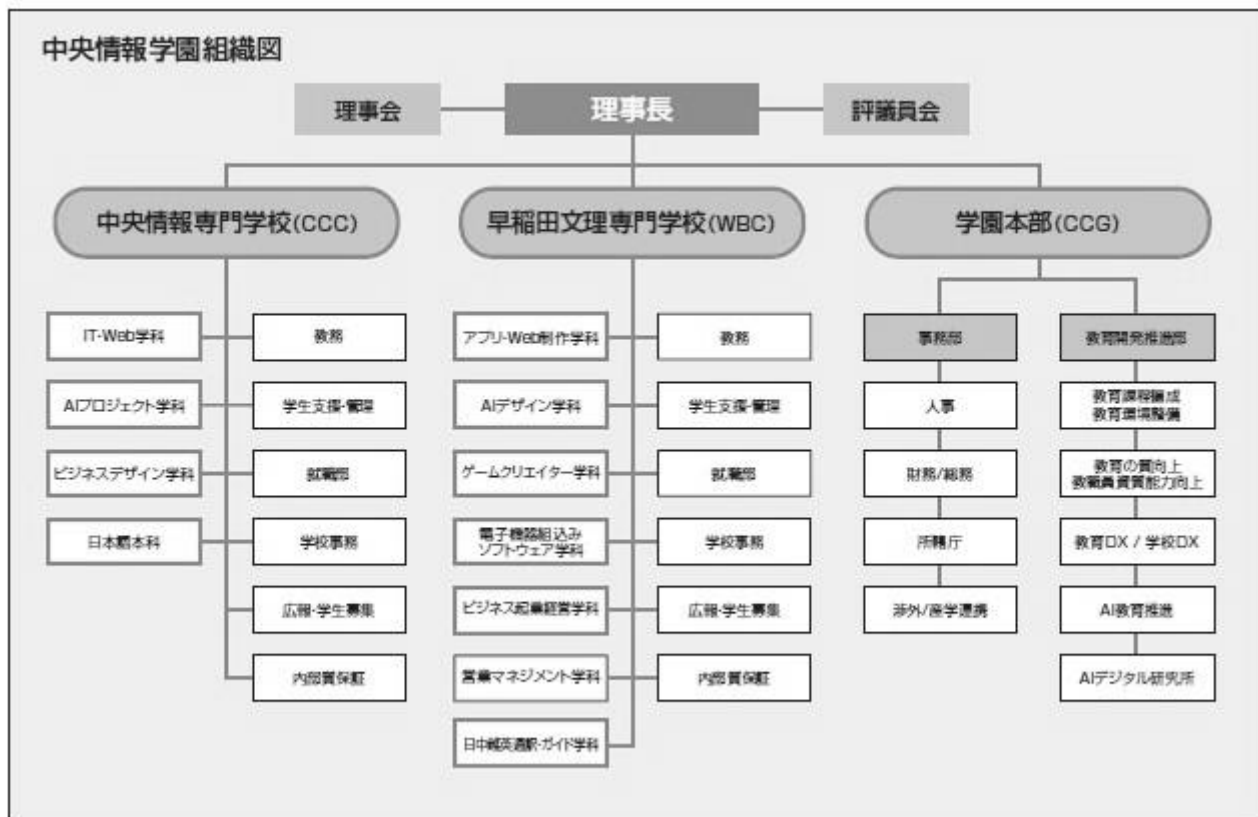 中央情報学園組織図
理事会
理事長
評議員会
中央情報専門学校(CCC)
早稲田文理専門学校(WBC)
学園本部(CCG)
IT-Web学科
AIプロジェクト学科
ビジネスデザイン学科
日本語本科
教務
学生支援・管理
就職部
学校事務
広報・学生募集
内部質保証
アプリ・Web制作学科
AIデザイン学科
ゲームクリエイター学科
電子機器組込み
ソフトウェア学科
ビジネス起業経営学科
営業マネジメント学科
日中韓英通訳・ガイド学科
教務
学生支援・管理
就職部
学校事務
広報・学生募集
内部質保証
事務部
人事
財務/総務
所轄庁
渉外/産学連携
教育開発推進部
教育課程編成
教育環境整備
教育の質向上
教職員資質能力向上
教育DX / 学校DX
AI教育推進
AIデジタル研究所